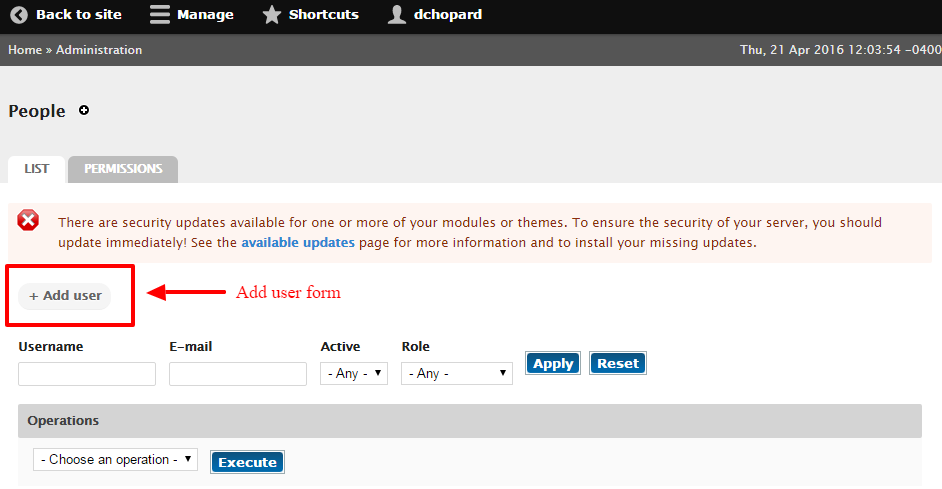 Back to site Manage Shortcuts dchopard
Home » Administration Thu, 21 Apr 2016 12:03:54 -0400
People
LIST PERMISSIONS
There are security updates available for one or more of your modules or themes. To ensure the security of your server, you should
update immediately! See the available updates page for more information and to install your missing updates.
+ Add user Add user form
Username E-mail Active Role
- Any - - Any - Apply Reset
Operations
- Choose an operation - Execute